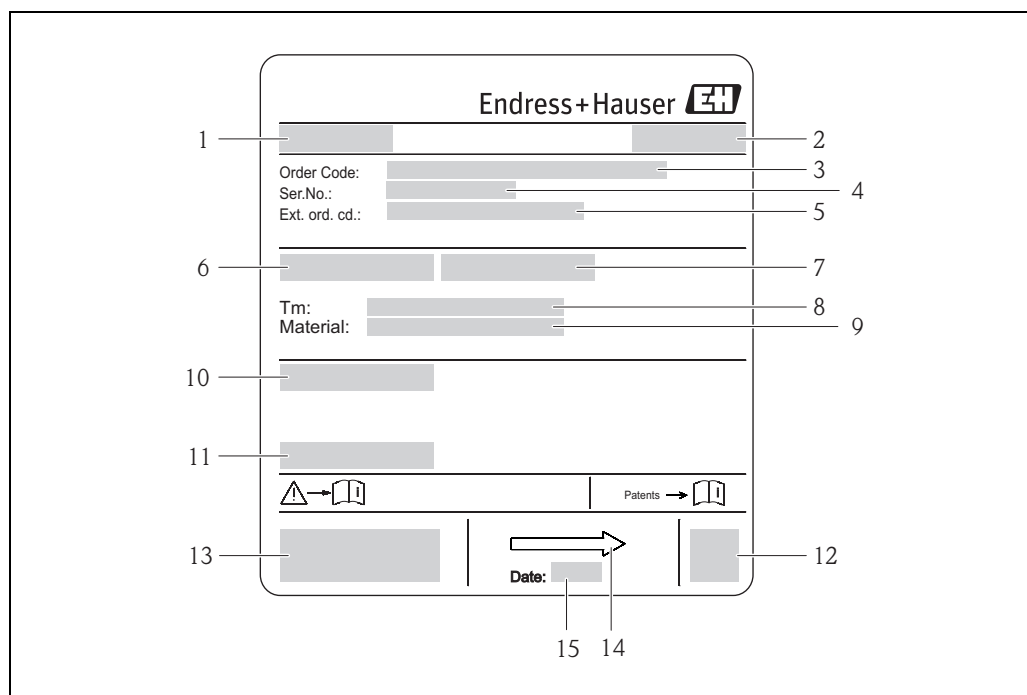 Endress+Hauser EH
1 2
Order Code: 3
Ser.No.: 4
Ext. ord. cd.: 5
6 7
Tm: 8
Material: 9
10
11
Patents
13 12
Date:
15 14